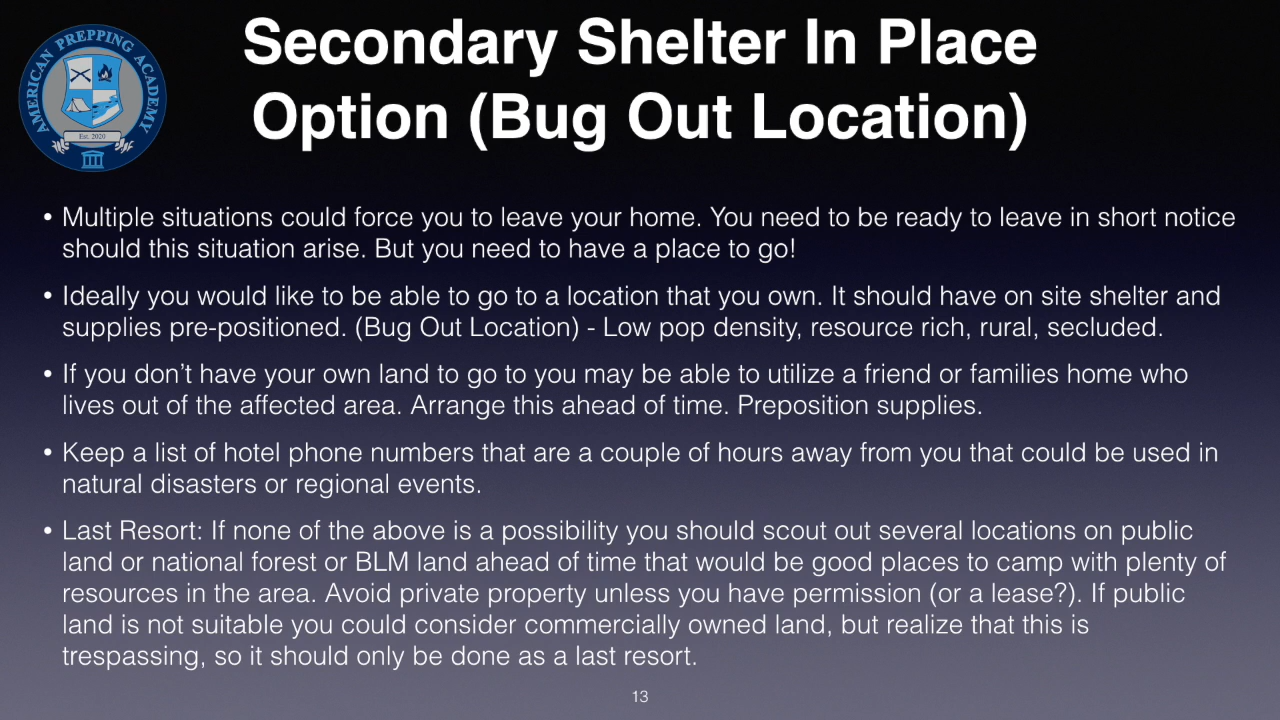 AMERICAN PREPPING ACADEMY
Est. 2020
Secondary Shelter In Place
Option (Bug Out Location)
• Multiple situations could force you to leave your home. You need to be ready to leave in short notice
should this situation arise. But you need to have a place to go!
• Ideally you would like to be able to go to a location that you own. It should have on site shelter and
supplies pre-positioned. (Bug Out Location) - Low pop density, resource rich, rural, secluded.
• If you don’t have your own land to go to you may be able to utilize a friend or families home who
lives out of the affected area. Arrange this ahead of time. Preposition supplies.
• Keep a list of hotel phone numbers that are a couple of hours away from you that could be used in
natural disasters or regional events.
• Last Resort: If none of the above is a possibility you should scout out several locations on public
land or national forest or BLM land ahead of time that would be good places to camp with plenty of
resources in the area. Avoid private property unless you have permission (or a lease?). If public
land is not suitable you could consider commercially owned land, but realize that this is
trespassing, so it should only be done as a last resort.
13